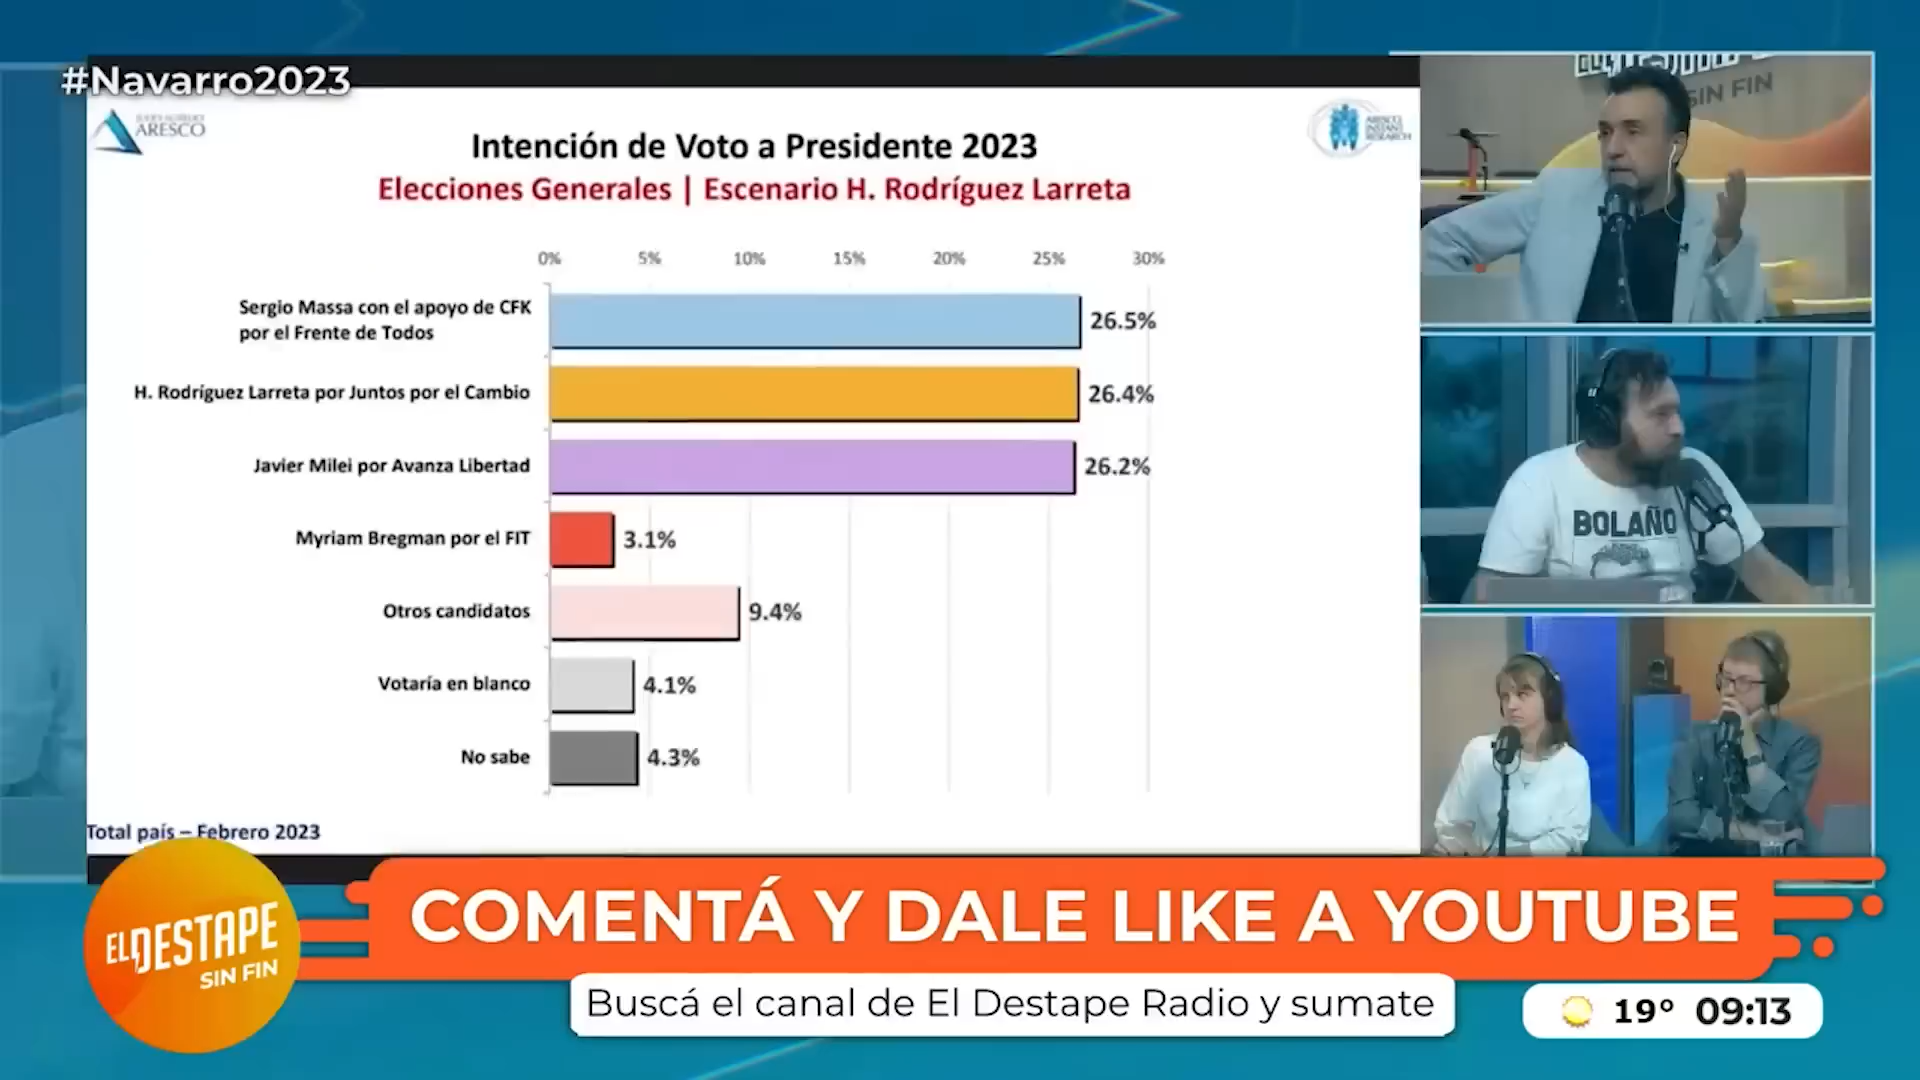 #Navarro2023
ARESCO
Intención de Voto a Presidente 2023
Elecciones Generales | Escenario H. Rodríguez Larreta
0% 5% 10% 15% 20% 25% 30%
Sergio Massa con el apoyo de CFK
por el Frente de Todos
26.5%
H. Rodríguez Larreta por Juntos por el Cambio 26.4%
Javier Milei por Avanza Libertad 26.2%
Myriam Bregman por el FIT 3.1%
Otros candidatos 9.4%
Votaría en blanco 4.1%
No sabe 4.3%
Total país – Febrero 2023
SIN FIN
BOLAÑO
EL DESTAPE
SIN FIN
COMENTÁ Y DALE LIKE A YOUTUBE
Buscá el canal de El Destape Radio y sumate
19° 09:13